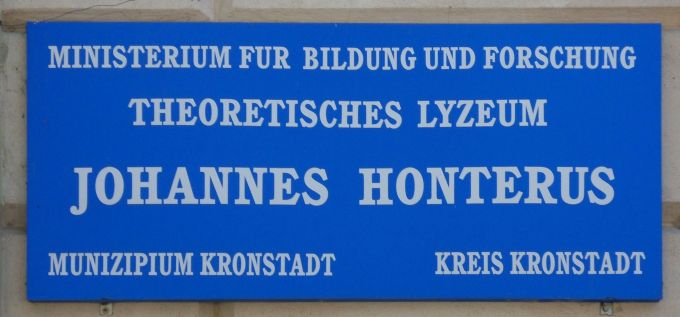 MINISTERIUM FUR BILDUNG UND FORSCHUNG
THEORETISCHES LYZEUM
JOHANNES HONTERUS
MUNIZIPIUM KRONSTADT KREIS KRONSTADT